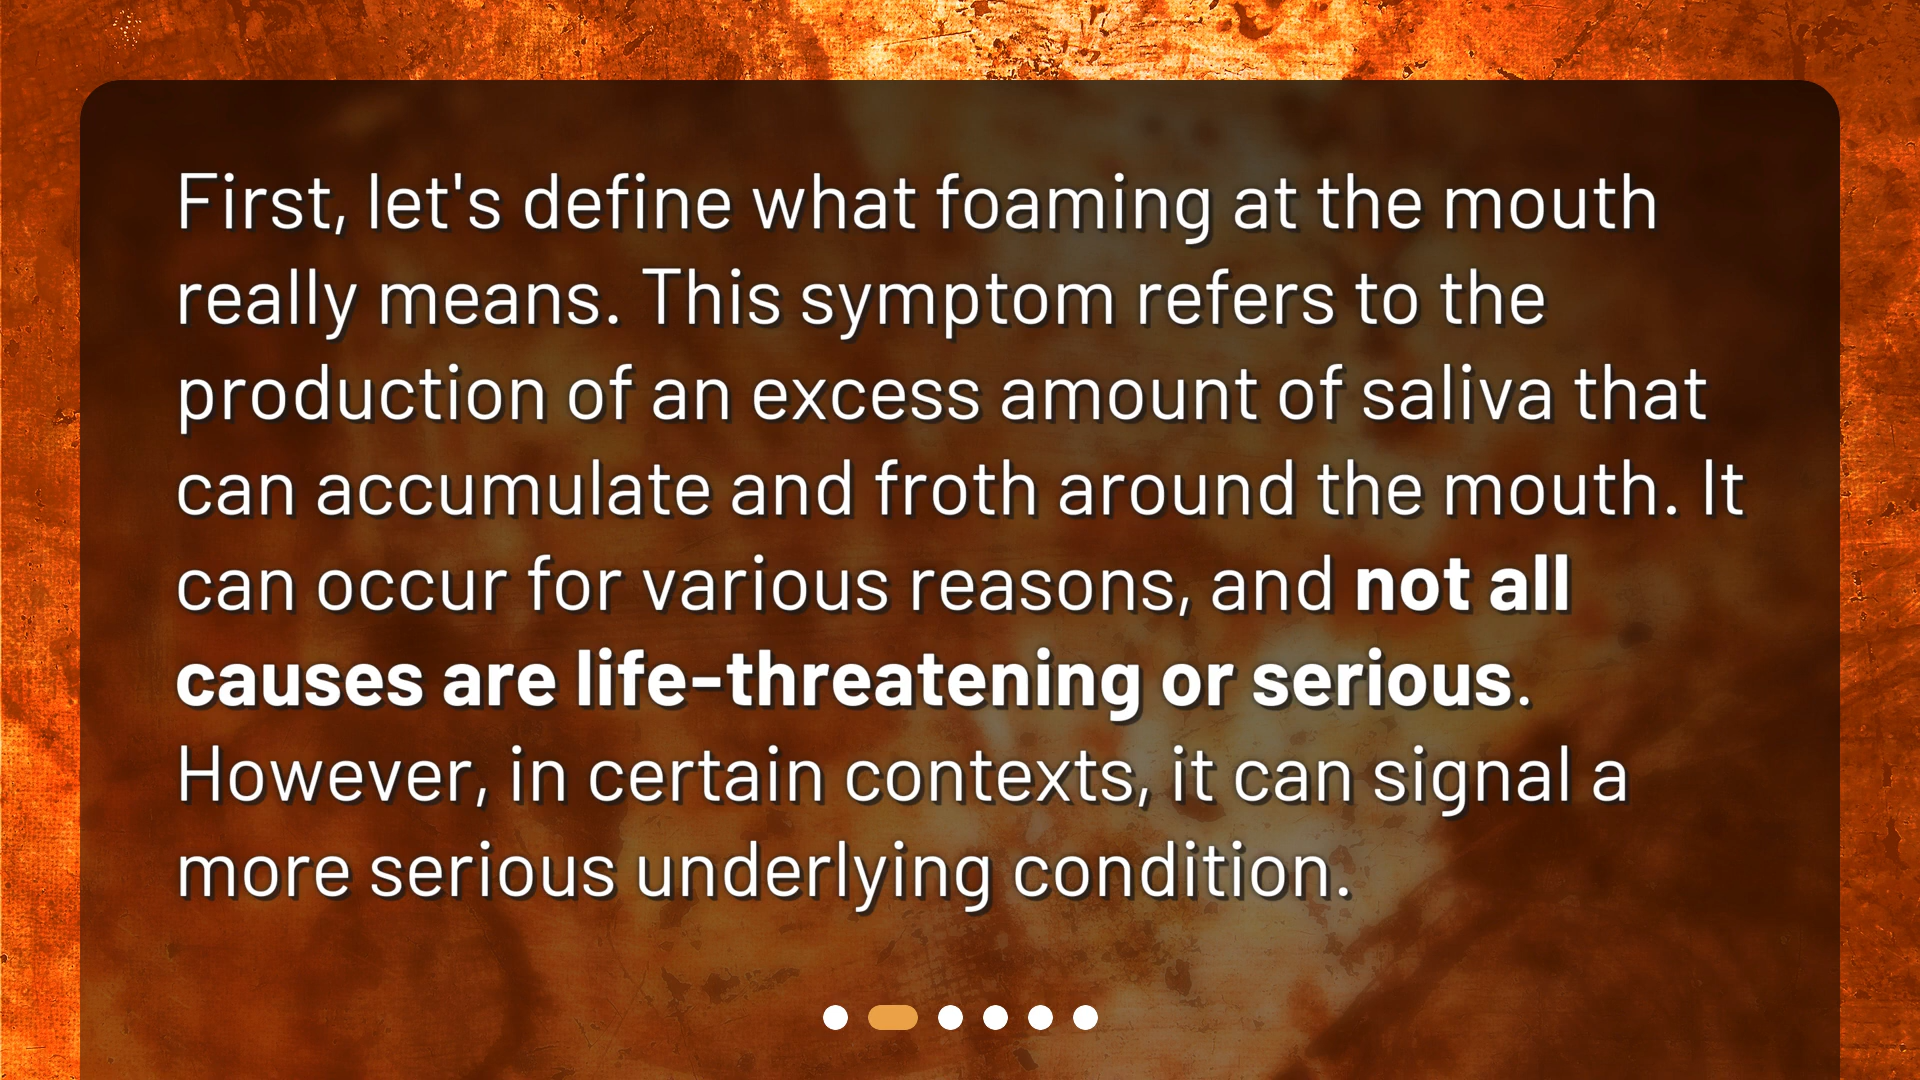 First, let's define what foaming at the mouth
really means. This symptom refers to the
production of an excess amount of saliva that
can accumulate and froth around the mouth. It
can occur for various reasons, and not all
causes are life-threatening or serious.
However, in certain contexts, it can signal a
more serious underlying condition.